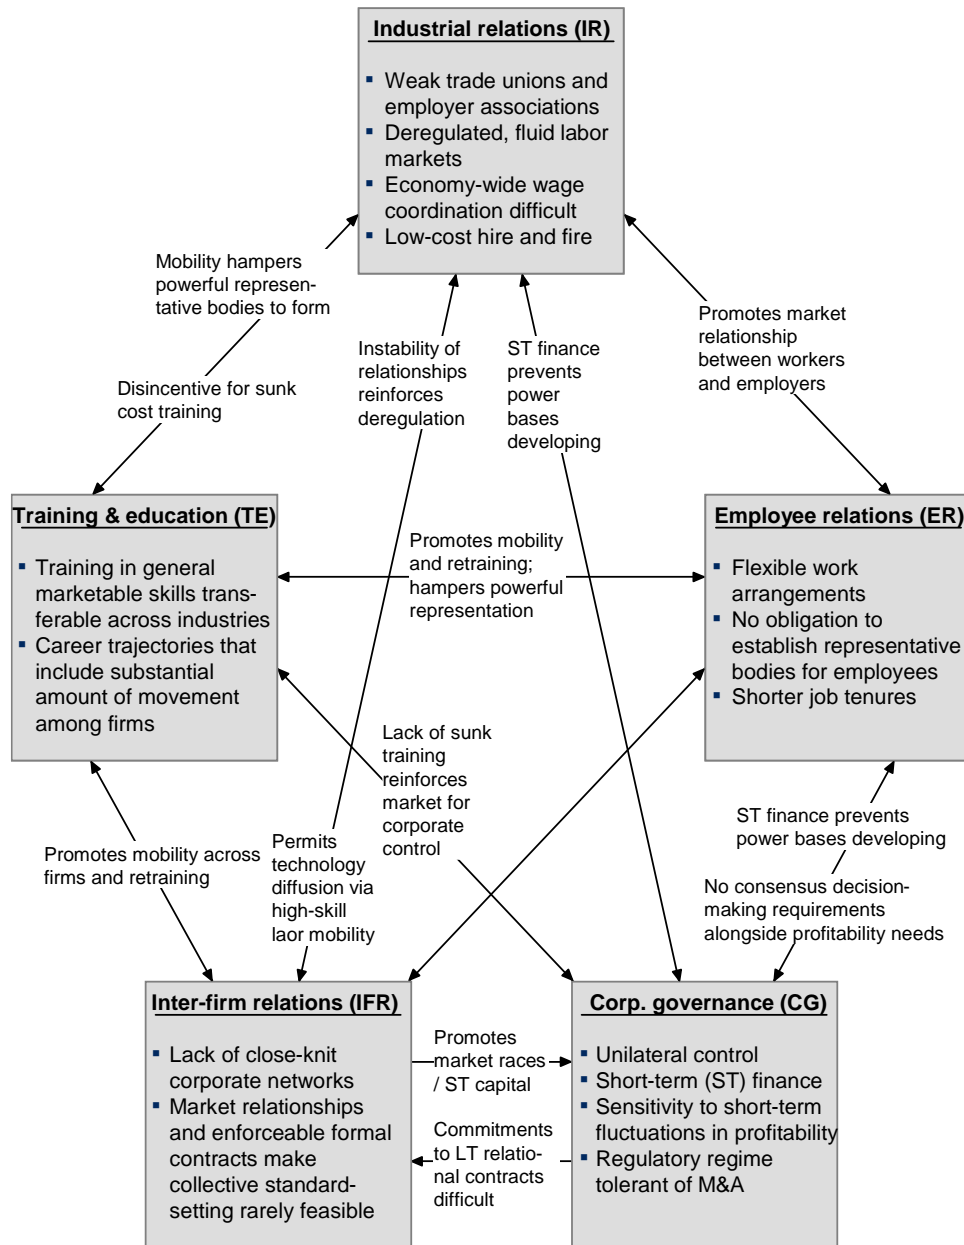 Industrial relations (IR)
▪ Weak trade unions and
employer associations
▪ Deregulated, fluid labor
markets
▪ Economy-wide wage
coordination difficult
▪ Low-cost hire and fire
Mobility hampers
powerful represen-
tative bodies to form
Disincentive for sunk
cost training
Instability of
relationships
reinforces
deregulation
ST finance
prevents
power
bases
developing
Promotes market
relationship
between workers
and employers
Training & education (TE)
▪ Training in general
marketable skills trans-
ferable across industries
▪ Career trajectories that
include substantial
amount of movement
among firms
Promotes mobility
and retraining;
hampers powerful
representation
Employee relations (ER)
▪ Flexible work
arrangements
▪ No obligation to
establish representative
bodies for employees
▪ Shorter job tenures
Lack of sunk
training
reinforces
market for
corporate
control
Promotes mobility across
firms and retraining
Permits
technology
diffusion via
high-skill
laor mobility
ST finance prevents
power bases developing
No consensus decision-
making requirements
alongside profitability needs
Inter-firm relations (IFR)
▪ Lack of close-knit
corporate networks
▪ Market relationships
and enforceable formal
contracts make
collective standard-
setting rarely feasible
Promotes
market races
/ ST capital
Commitments
to LT relatio-
nal contracts
difficult
Corp. governance (CG)
▪ Unilateral control
▪ Short-term (ST) finance
▪ Sensitivity to short-term
fluctuations in profitability
▪ Regulatory regime
tolerant of M&A